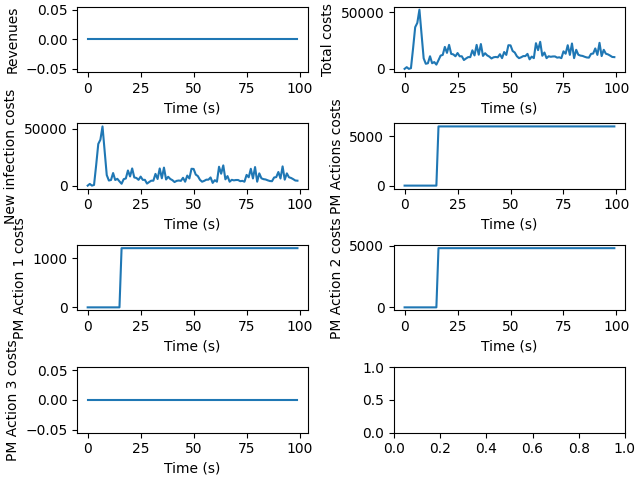 Revenues
0.05
0.00
−0.05
0 25 50 75 100
Time (s)
Total costs
50000
0
0 25 50 75 100
Time (s)
New infection costs
50000
0
0 25 50 75 100
Time (s)
PM Actions costs
5000
0
0 25 50 75 100
Time (s)
PM Action 1 costs
1000
0
0 25 50 75 100
Time (s)
PM Action 2 costs
5000
0
0 25 50 75 100
Time (s)
PM Action 3 costs
0.05
0.00
−0.05
0 25 50 75 100
Time (s)
1.0
0.5
0.0
0.0 0.2 0.4 0.6 0.8 1.0